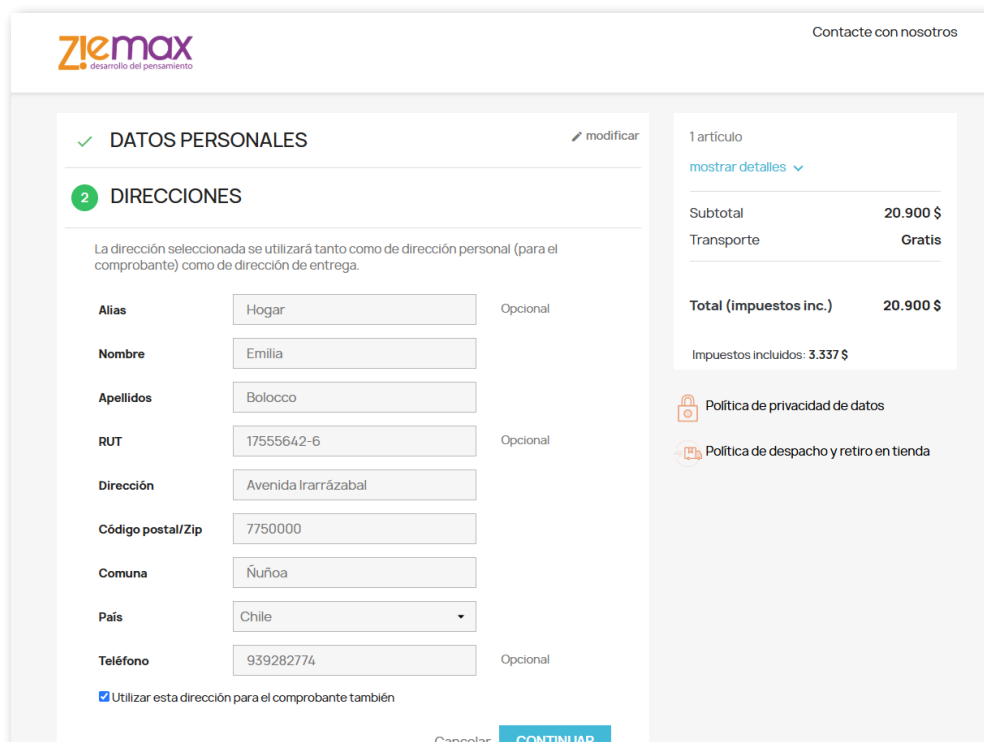 Contacte con nosotros
Ziemax
desarrollo del pensamiento
DATOS PERSONALES
modificar
2 DIRECCIONES
La dirección seleccionada se utilizará tanto como de dirección personal (para el
comprobante) como de dirección de entrega.
Alias Hogar Opcional
Nombre Emilia
Apellidos Bolocco
RUT 17555642-6 Opcional
Dirección Avenida Irarrázabal
Código postal/Zip 7750000
Comuna Ñuñoa
País Chile
Teléfono 939282774 Opcional
Utilizar esta dirección para el comprobante también
Cancelar CONTINUAR
1 artículo
mostrar detalles
Subtotal 20.900 $
Transporte Gratis
Total (impuestos inc.) 20.900 $
Impuestos incluidos: 3.337 $
Política de privacidad de datos
Política de despacho y retiro en tienda